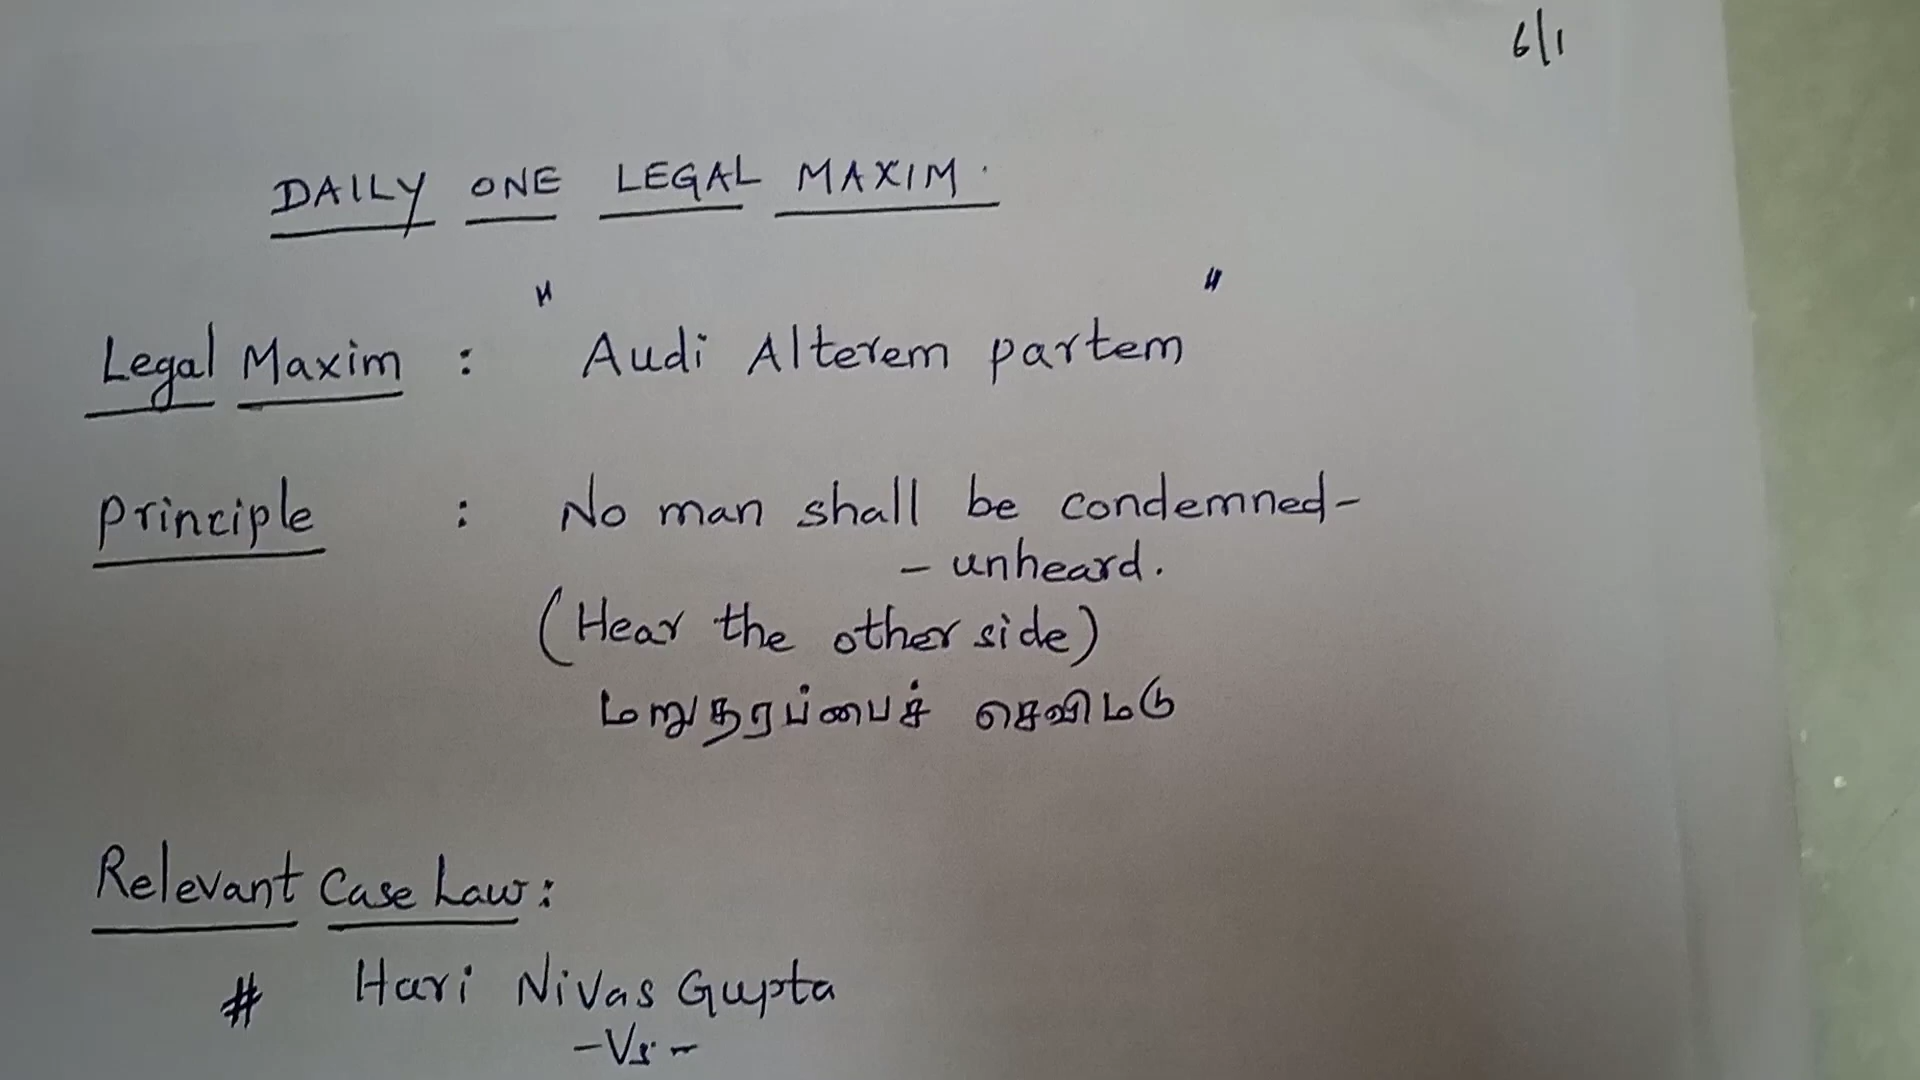 6/1
DAILY ONE LEGAL MAXIM.
Legal Maxim : " Audi Alterem partem "
Principle : No man shall be condemned-
- unheard.
(Hear the other side)
மறுதரப்பைச் செவிமடு
Relevant Case Law:
# Hari Nivas Gupta
-Vs-